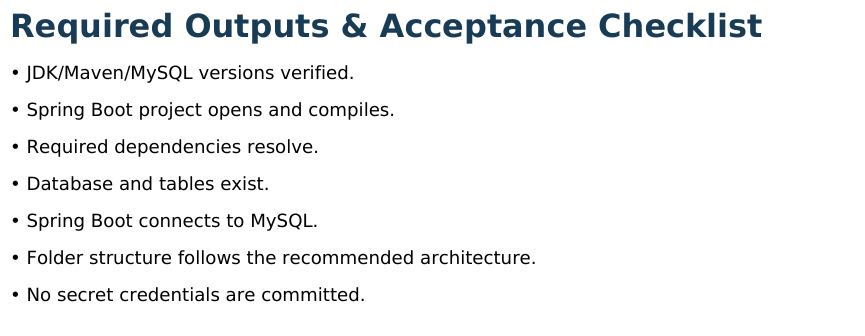 Required Outputs & Acceptance Checklist
• JDK/Maven/MySQL versions verified.
• Spring Boot project opens and compiles.
• Required dependencies resolve.
• Database and tables exist.
• Spring Boot connects to MySQL.
• Folder structure follows the recommended architecture.
• No secret credentials are committed.